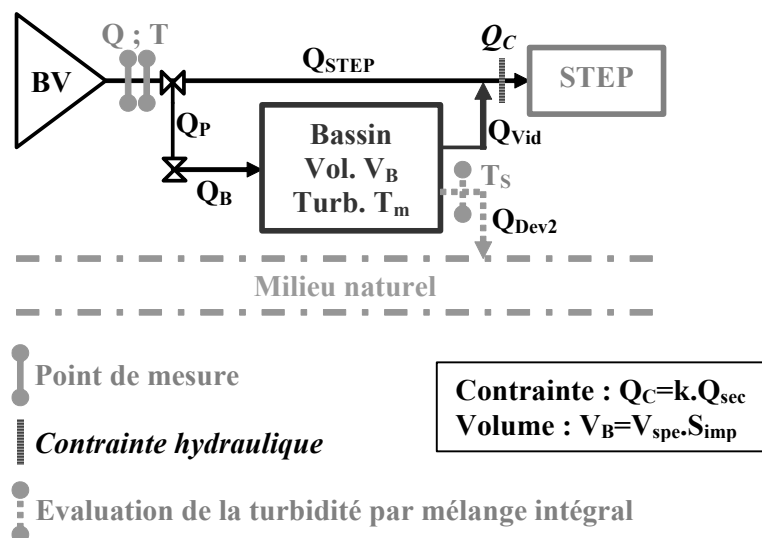 Q ; T
Q_C
BV
Q_STEP
STEP
Q_P
Bassin
Vol. V_B
Turb. T_m
Q_Vid
Q_B
T_S
Q_Dev2
Milieu naturel
Point de mesure
Contrainte hydraulique
Contrainte : Q_C=k.Q_sec
Volume : V_B=V_spe.S_imp
Evaluation de la turbidité par mélange intégral